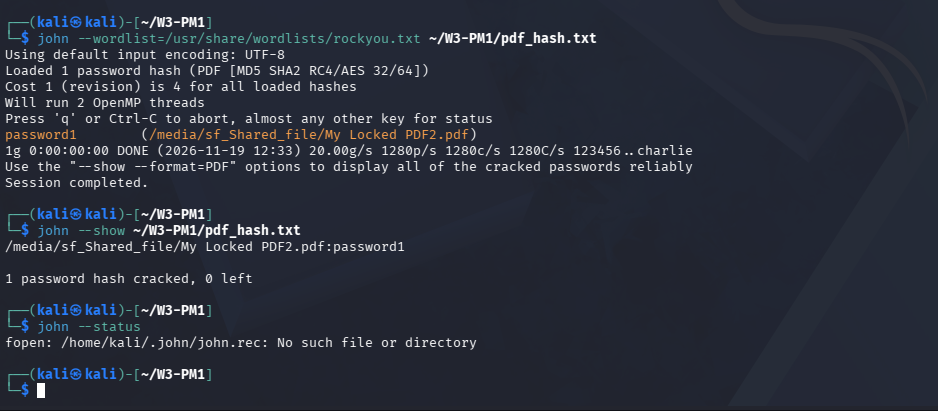 ┌──(kali㉿kali)-[~/W3-PM1]
└─$ john --wordlist=/usr/share/wordlists/rockyou.txt ~/W3-PM1/pdf_hash.txt
Using default input encoding: UTF-8
Loaded 1 password hash (PDF [MD5 SHA2 RC4/AES 32/64])
Cost 1 (revision) is 4 for all loaded hashes
Will run 2 OpenMP threads
Press 'q' or Ctrl-C to abort, almost any other key for status
password1        (/media/sf_Shared_file/My Locked PDF2.pdf)
1g 0:00:00:00 DONE (2026-11-19 12:33) 20.00g/s 1280p/s 1280c/s 1280C/s 123456..charlie
Use the "--show --format=PDF" options to display all of the cracked passwords reliably
Session completed.
┌──(kali㉿kali)-[~/W3-PM1]
└─$ john --show ~/W3-PM1/pdf_hash.txt
/media/sf_Shared_file/My Locked PDF2.pdf:password1
1 password hash cracked, 0 left
┌──(kali㉿kali)-[~/W3-PM1]
└─$ john --status
fopen: /home/kali/.john/john.rec: No such file or directory
┌──(kali㉿kali)-[~/W3-PM1]
└─$